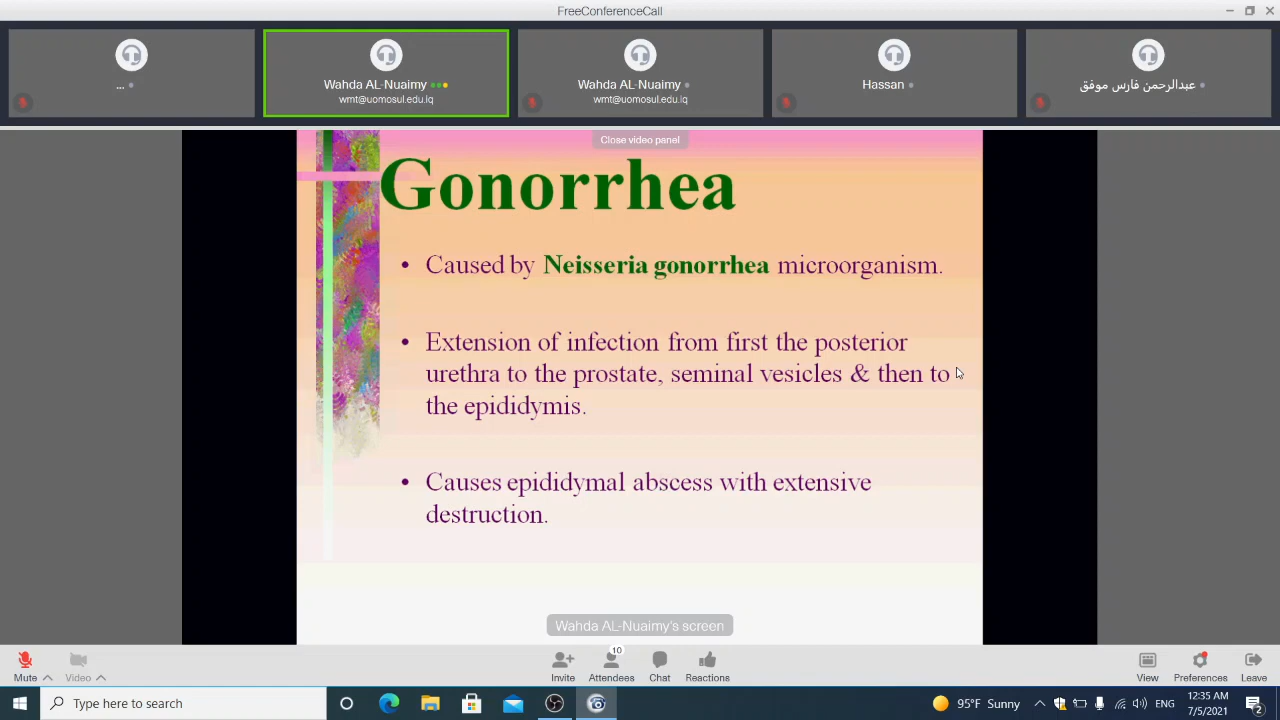 FreeConferenceCall
...
Wahda AL-Nuaimy
wmt@uomosul.edu.iq
Wahda AL-Nuaimy
wmt@uomosul.edu.iq
Hassan
عبدالرحمن فارس موفق
Close video panel
Gonorrhea
• Caused by Neisseria gonorrhea microorganism.
• Extension of infection from first the posterior
urethra to the prostate, seminal vesicles & then to
the epididymis.
• Causes epididymal abscess with extensive
destruction.
Wahda AL-Nuaimy's screen
Mute
Video
Invite
10
Attendees
Chat
Reactions
View
Preferences
Leave
Type here to search
95°F Sunny
ENG
12:35 AM
7/5/2021
2